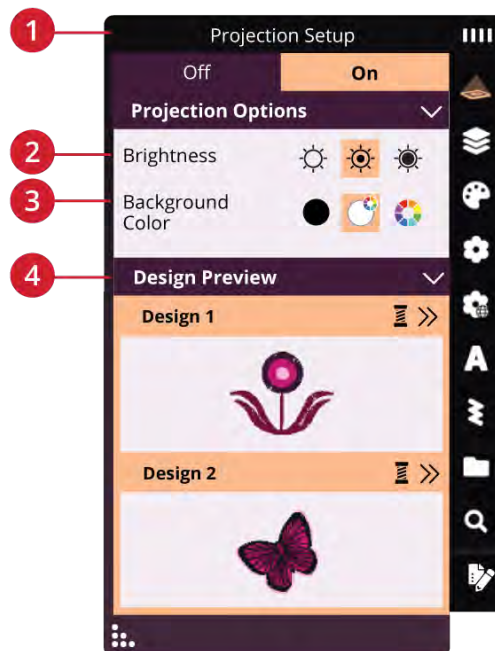 1
Projection Setup
Off On
Projection Options
2
Brightness
3
Background
Color
4
Design Preview
Design 1
A
Design 2